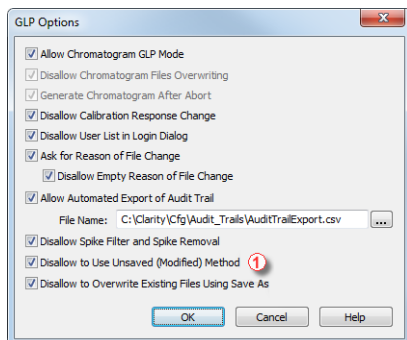 GLP Options
x
Allow Chromatogram GLP Mode
Disallow Chromatogram Files Overwriting
Generate Chromatogram After Abort
Disallow Calibration Response Change
Disallow User List in Login Dialog
Ask for Reason of File Change
Disallow Empty Reason of File Change
Allow Automated Export of Audit Trail
File Name: C:\Clarity\Cfg\Audit_Trails\AuditTrailExport.csv ...
Disallow Spike Filter and Spike Removal
Disallow to Use Unsaved (Modified) Method 1
Disallow to Overwrite Existing Files Using Save As
OK Cancel Help